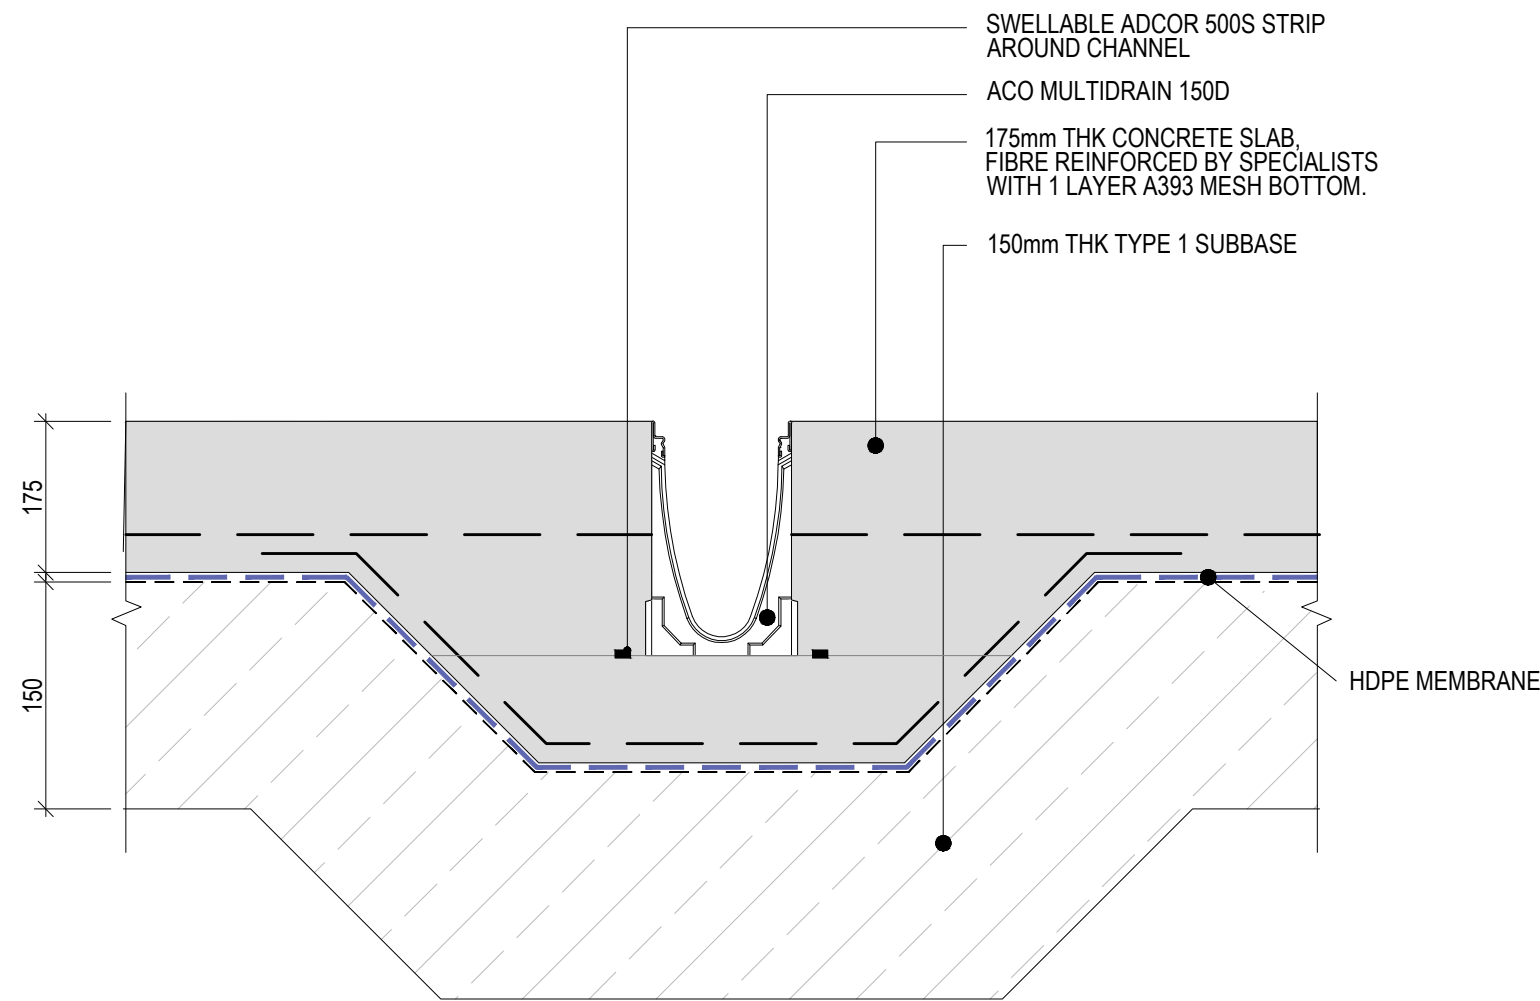 SWELLABLE ADCOR 500S STRIP
AROUND CHANNEL
ACO MULTIDRAIN 150D
175mm THK CONCRETE SLAB,
FIBRE REINFORCED BY SPECIALISTS
WITH 1 LAYER A393 MESH BOTTOM.
150mm THK TYPE 1 SUBBASE
175
150
HDPE MEMBRANE